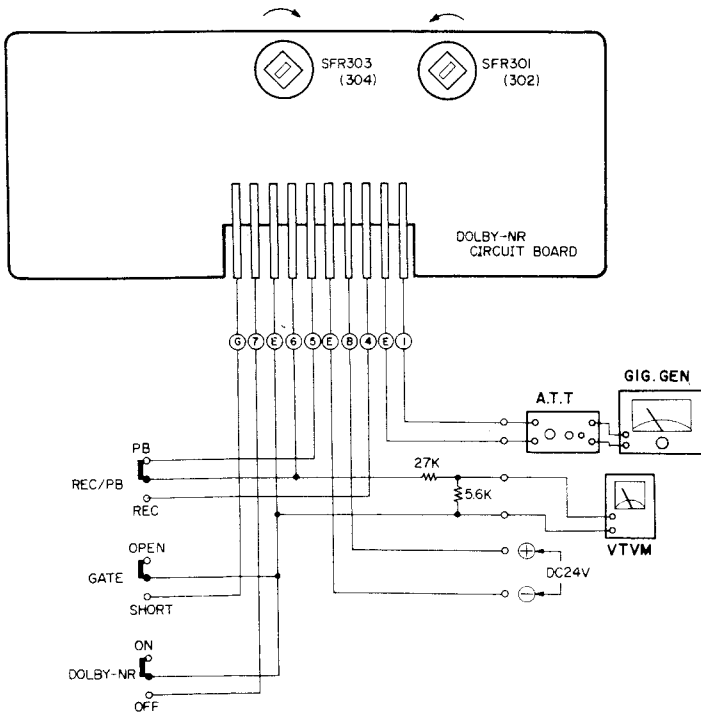 SFR303
(304)
SFR301
(302)
DOLBY-NR
CIRCUIT BOARD
G 7 E 6 5 E 8 4 E 1
GIG. GEN
A.T.T
PB
REC/PB
REC
27K
5.6K
VTVM
OPEN
GATE
SHORT
+
DC24V
−
ON
DOLBY-NR
OFF